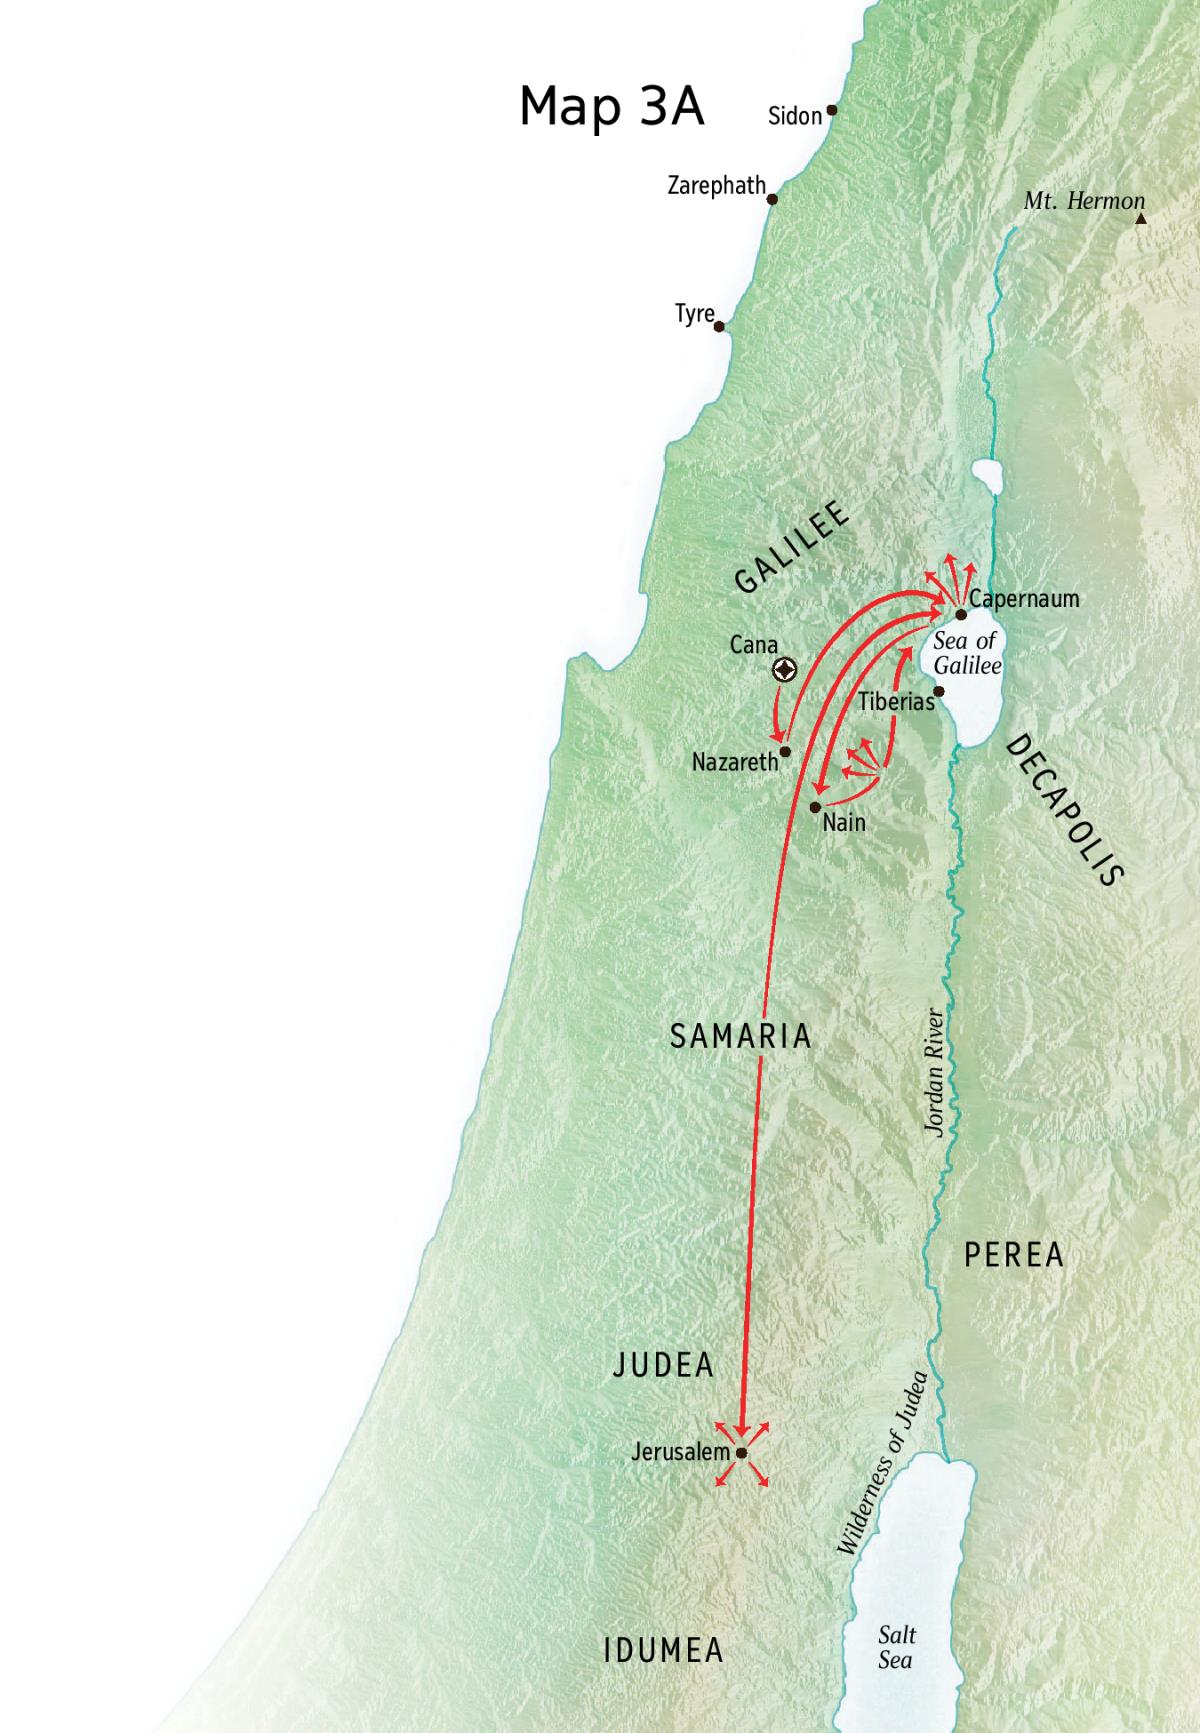 Map 3A
Sidon
Zarephath
Mt. Hermon
Tyre
GALILEE
Capernaum
Cana
Sea of
Galilee
Tiberias
Nazareth
DECAPOLIS
Nain
SAMARIA
Jordan River
PEREA
JUDEA
Wilderness of Judea
Jerusalem
IDUMEA
Salt
Sea